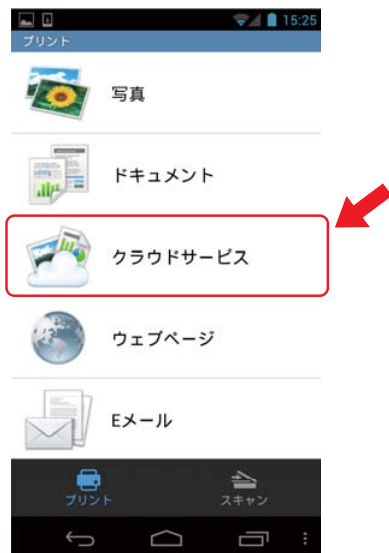 15:25
プリント
写真
ドキュメント
クラウドサービス
ウェブページ
Eメール
プリント
スキャン